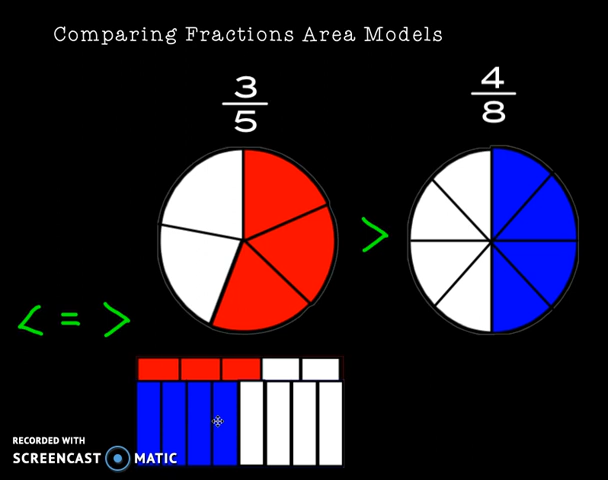 Comparing Fractions Area Models
3/5
4/8
>
< = >
RECORDED WITH
SCREENCAST MATIC